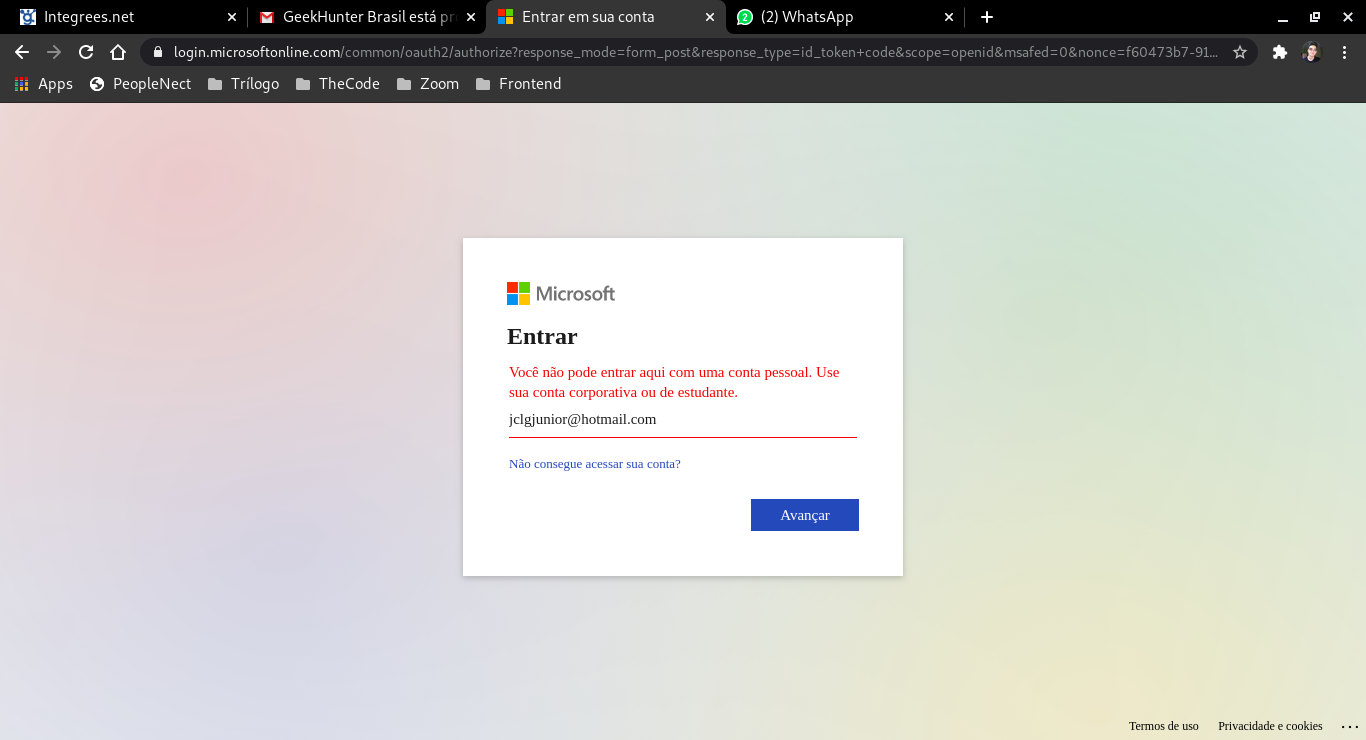 Integrees.net
GeekHunter Brasil está pr
Entrar em sua conta
(2) WhatsApp
login.microsoftonline.com/common/oauth2/authorize?response_mode=form_post&response_type=id_token+code&scope=openid&msafed=0&nonce=f60473b7-91...
Apps
PeopleNect
Trílogo
TheCode
Zoom
Frontend
Microsoft
Entrar
Você não pode entrar aqui com uma conta pessoal. Use
sua conta corporativa ou de estudante.
jclgjunior@hotmail.com
Não consegue acessar sua conta?
Avançar
Termos de uso
Privacidade e cookies
...